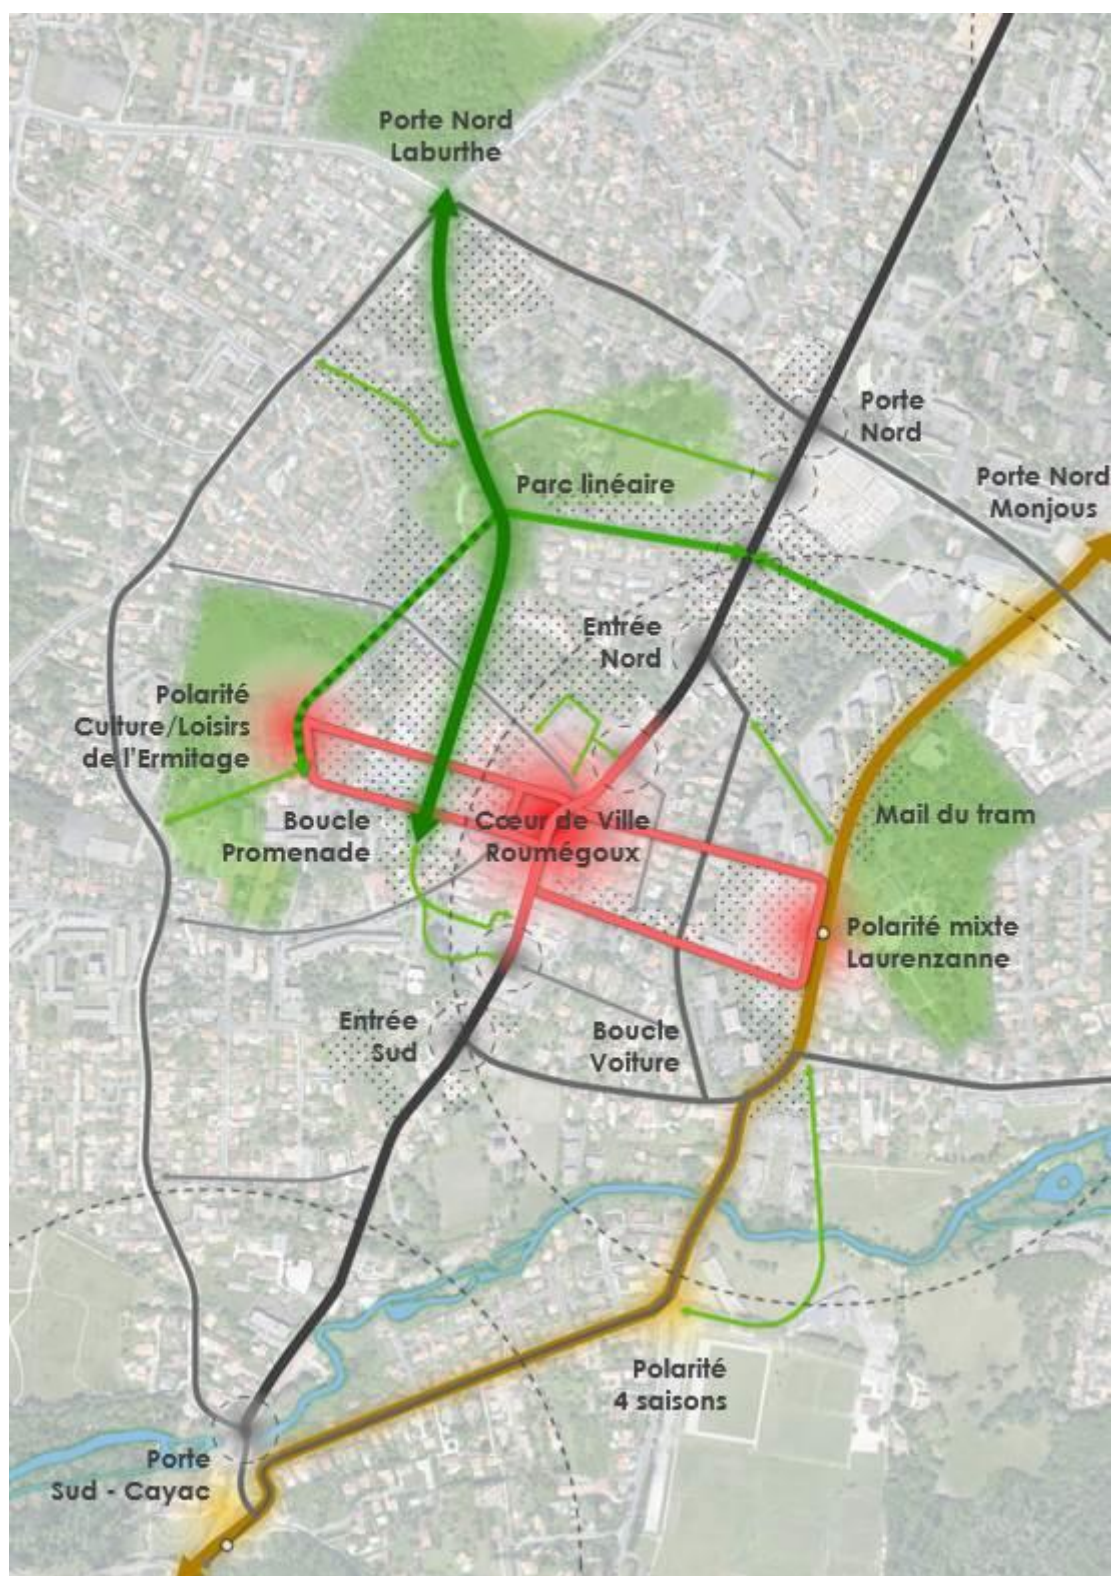 Porte Nord
Laburthe
Porte
Nord
Porte Nord
Monjous
Parc linéaire
Entrée
Nord
Polarité
Culture/Loisirs
de l'Ermitage
Boucle
Promenade
Cœur de Ville
Roumégoux
Mail du tram
Polarité mixte
Laurenzanne
Entrée
Sud
Boucle
Voiture
Polarité
4 saisons
Porte
Sud - Cayac